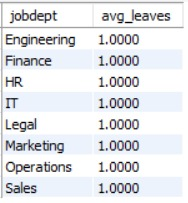 jobdept avg_leaves
Engineering 1.0000
Finance 1.0000
HR 1.0000
IT 1.0000
Legal 1.0000
Marketing 1.0000
Operations 1.0000
Sales 1.0000